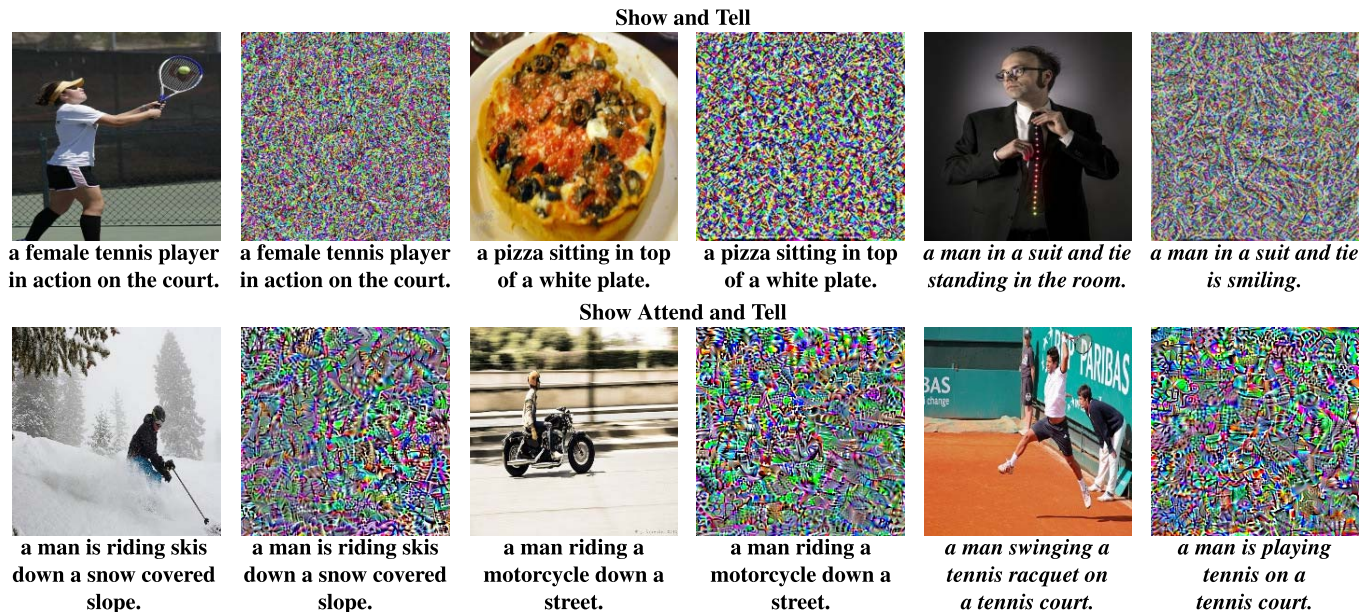 Show and Tell
a female tennis player
in action on the court.
a female tennis player
in action on the court.
a pizza sitting in top
of a white plate.
a pizza sitting in top
of a white plate.
a man in a suit and tie
standing in the room.
a man in a suit and tie
is smiling.
Show Attend and Tell
BAS
change
PARIBAS
a man is riding skis
down a snow covered
slope.
a man is riding skis
down a snow covered
slope.
a man riding a
motorcycle down a
street.
a man riding a
motorcycle down a
street.
a man swinging a
tennis racquet on
a tennis court.
a man is playing
tennis on a
tennis court.